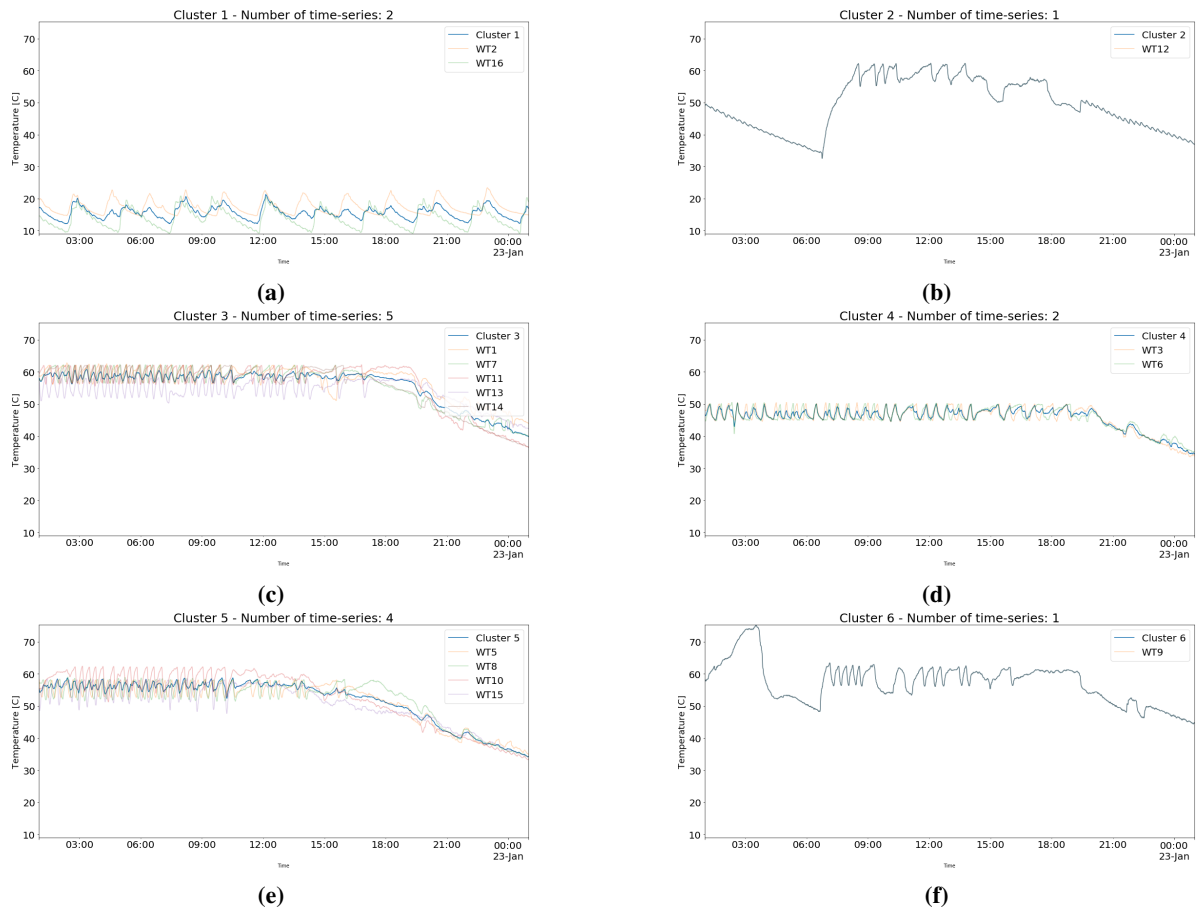 Cluster 1 - Number of time-series: 2
Temperature [C]
70
60
50
40
30
20
10
Cluster 1
WT2
WT16
03:00 06:00 09:00 12:00 15:00 18:00 21:00 00:00
23-Jan
Time
(a)
Cluster 2 - Number of time-series: 1
Temperature [C]
70
60
50
40
30
20
10
Cluster 2
WT12
03:00 06:00 09:00 12:00 15:00 18:00 21:00 00:00
23-Jan
Time
(b)
Cluster 3 - Number of time-series: 5
Temperature [C]
70
60
50
40
30
20
10
Cluster 3
WT1
WT7
WT11
WT13
WT14
03:00 06:00 09:00 12:00 15:00 18:00 21:00 00:00
23-Jan
Time
(c)
Cluster 4 - Number of time-series: 2
Temperature [C]
70
60
50
40
30
20
10
Cluster 4
WT3
WT6
03:00 06:00 09:00 12:00 15:00 18:00 21:00 00:00
23-Jan
Time
(d)
Cluster 5 - Number of time-series: 4
Temperature [C]
70
60
50
40
30
20
10
Cluster 5
WT5
WT8
WT10
WT15
03:00 06:00 09:00 12:00 15:00 18:00 21:00 00:00
23-Jan
Time
(e)
Cluster 6 - Number of time-series: 1
Temperature [C]
70
60
50
40
30
20
10
Cluster 6
WT9
03:00 06:00 09:00 12:00 15:00 18:00 21:00 00:00
23-Jan
Time
(f)